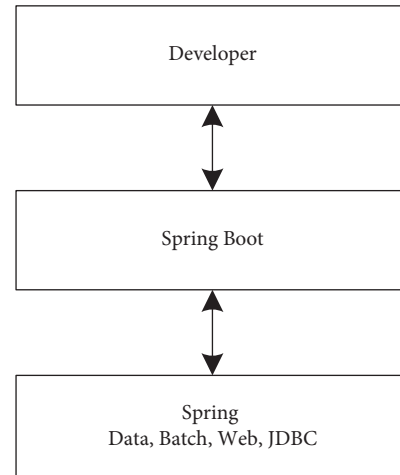 Developer
Spring Boot
Spring
Data, Batch, Web, JDBC